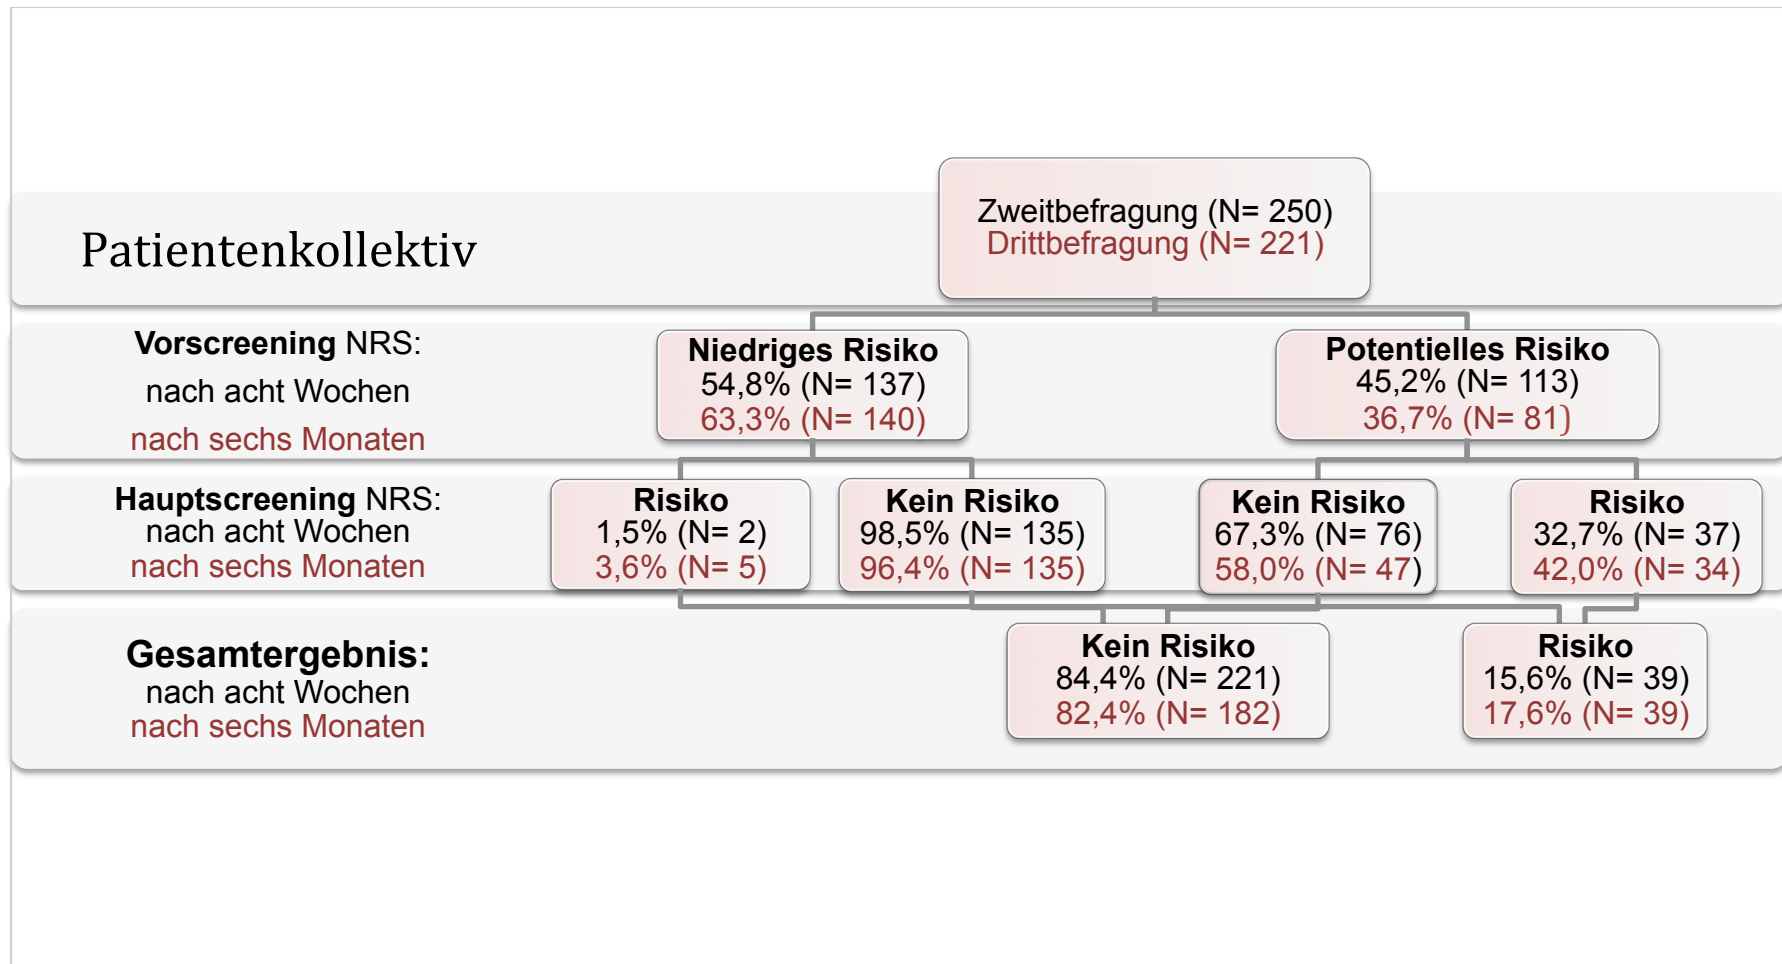 Patientenkollektiv
Zweitbefragung (N= 250)
Drittbefragung (N= 221)
Vorscreening NRS:
nach acht Wochen
nach sechs Monaten
Niedriges Risiko
54,8% (N= 137)
63,3% (N= 140)
Potentielles Risiko
45,2% (N= 113)
36,7% (N= 81)
Hauptscreening NRS:
nach acht Wochen
nach sechs Monaten
Risiko
1,5% (N= 2)
3,6% (N= 5)
Kein Risiko
98,5% (N= 135)
96,4% (N= 135)
Kein Risiko
67,3% (N= 76)
58,0% (N= 47)
Risiko
32,7% (N= 37)
42,0% (N= 34)
Gesamtergebnis:
nach acht Wochen
nach sechs Monaten
Kein Risiko
84,4% (N= 221)
82,4% (N= 182)
Risiko
15,6% (N= 39)
17,6% (N= 39)